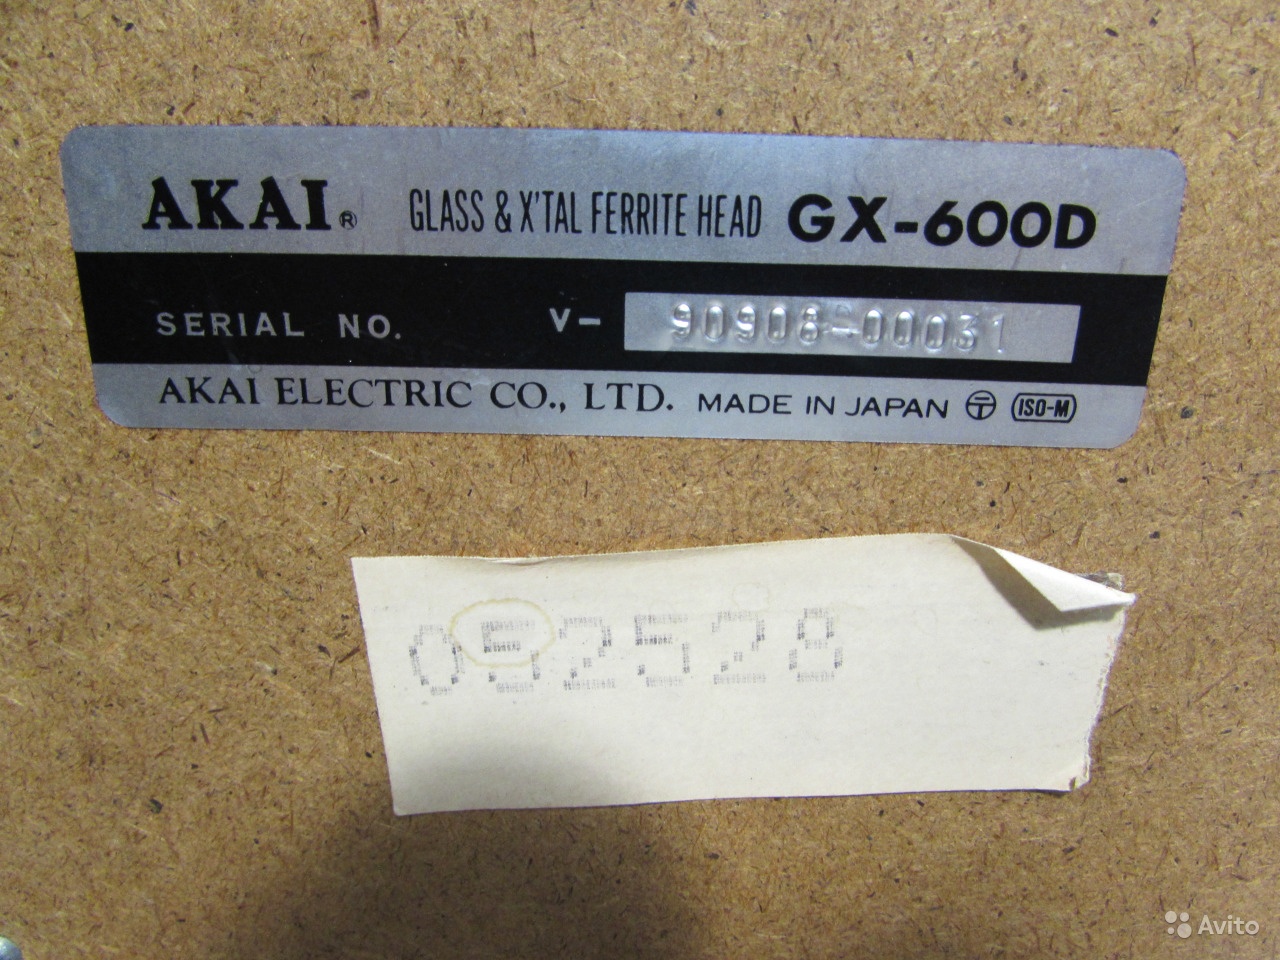 AKAI® GLASS & X'TAL FERRITE HEAD GX-600D
SERIAL NO. V- 90908-00031
AKAI ELECTRIC CO., LTD. MADE IN JAPAN ISO-M
052528
Avito